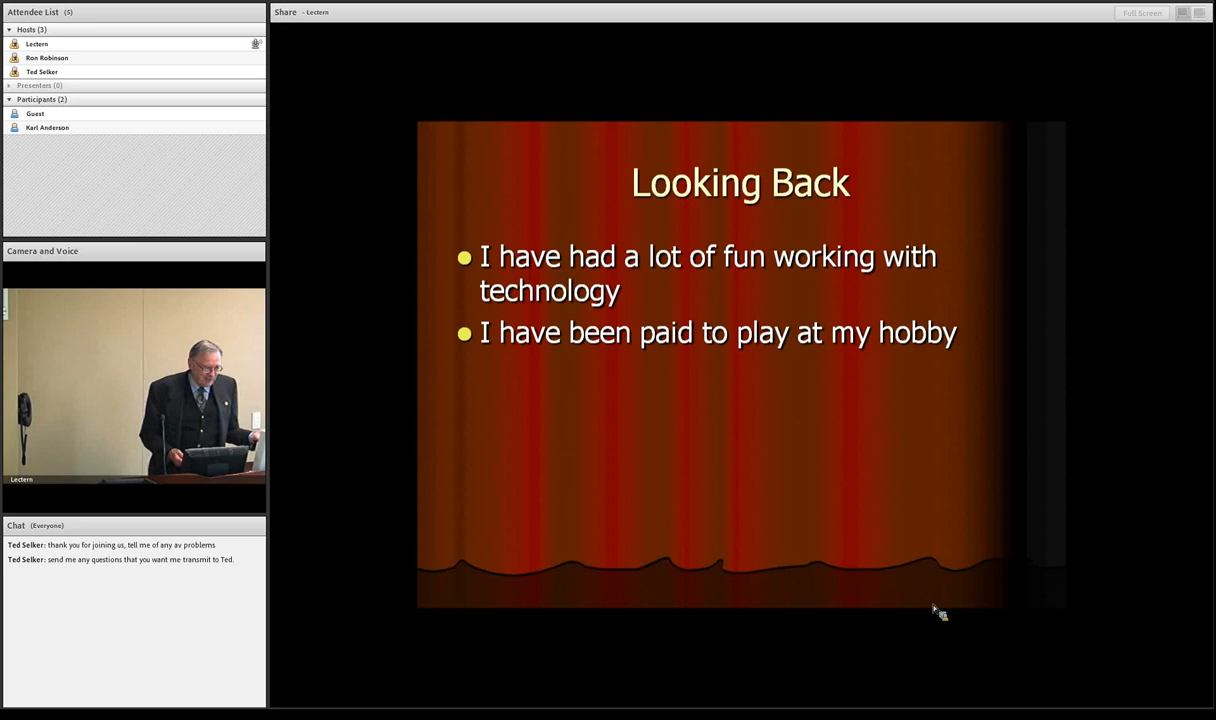 Attendee List (5)
Hosts (3)
Lectern
Ron Robinson
Ted Selker
Presenters (0)
Participants (2)
Guest
Karl Anderson
Camera and Voice
Lectern
Chat (Everyone)
Ted Selker: thank you for joining us, tell me of any av problems
Ted Selker: send me any questions that you want me transmit to Ted.
Share - Lectern
Full Screen
Looking Back
I have had a lot of fun working with
technology
I have been paid to play at my hobby